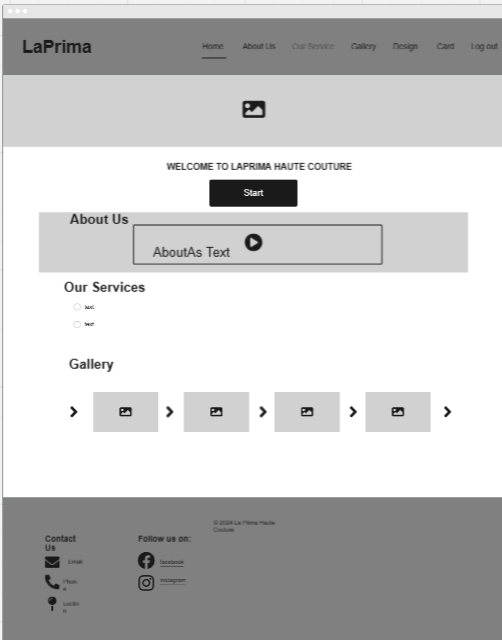 LaPrima
Home About Us Our Service Gallery Design Card Log out
WELCOME TO LAPRIMA HAUTE COUTURE
Start
About Us
AboutAs Text
Our Services
text
text
Gallery
© 2024 La Prima Haute
Couture
Contact
Us
Follow us on:
Email
facebook
Phon
e
Instagram
Locatio
n